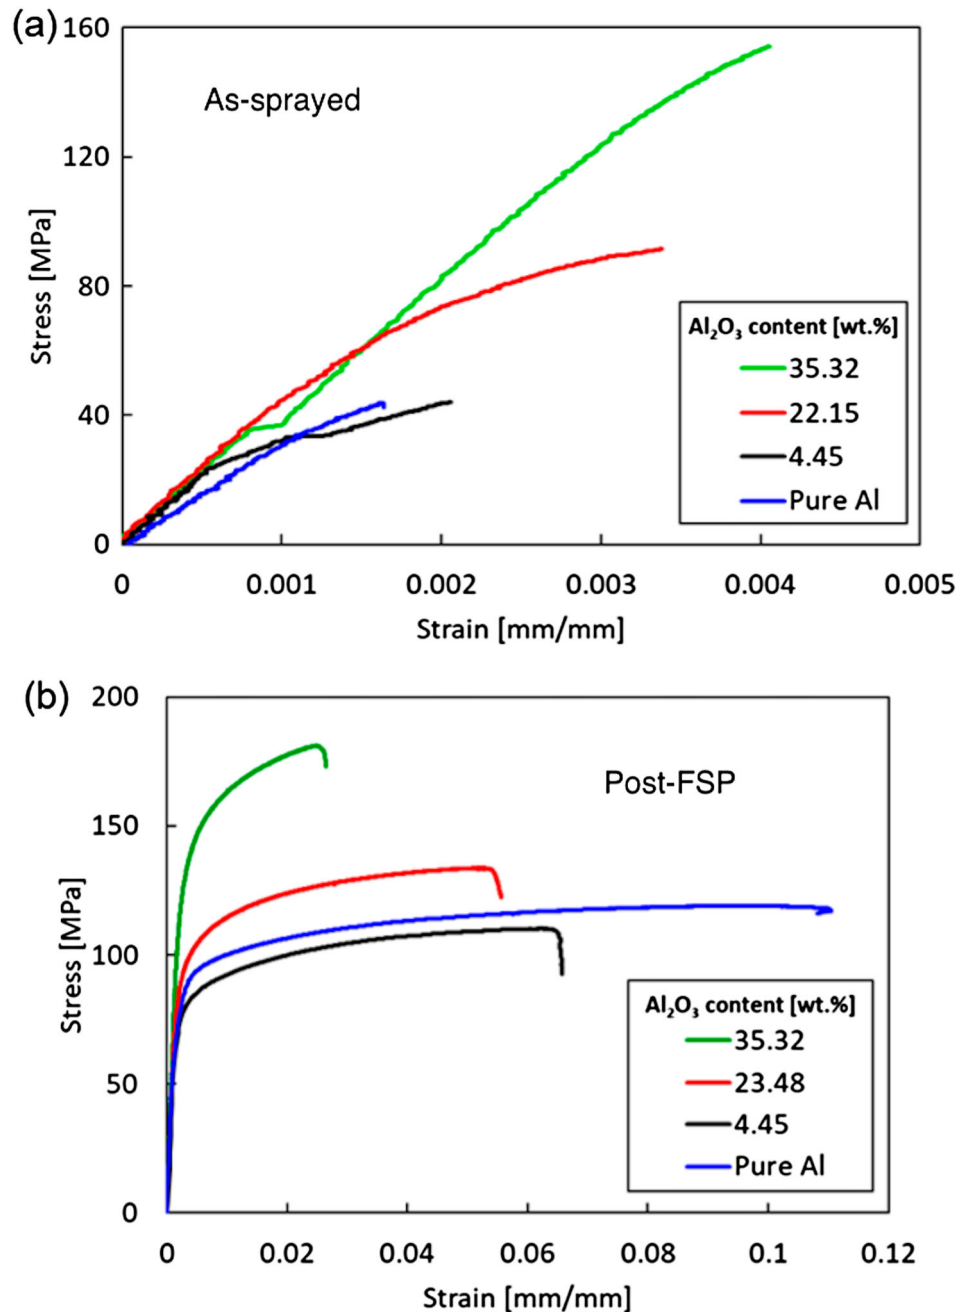 (a)
160
As-sprayed
120
Stress [MPa]
80
Al₂O₃ content [wt.%]
35.32
40
22.15
4.45
Pure Al
0
0 0.001 0.002 0.003 0.004 0.005
Strain [mm/mm]
(b)
200
Post-FSP
150
Stress [MPa]
100
Al₂O₃ content [wt.%]
35.32
50
23.48
4.45
Pure Al
0
0 0.02 0.04 0.06 0.08 0.1 0.12
Strain [mm/mm]